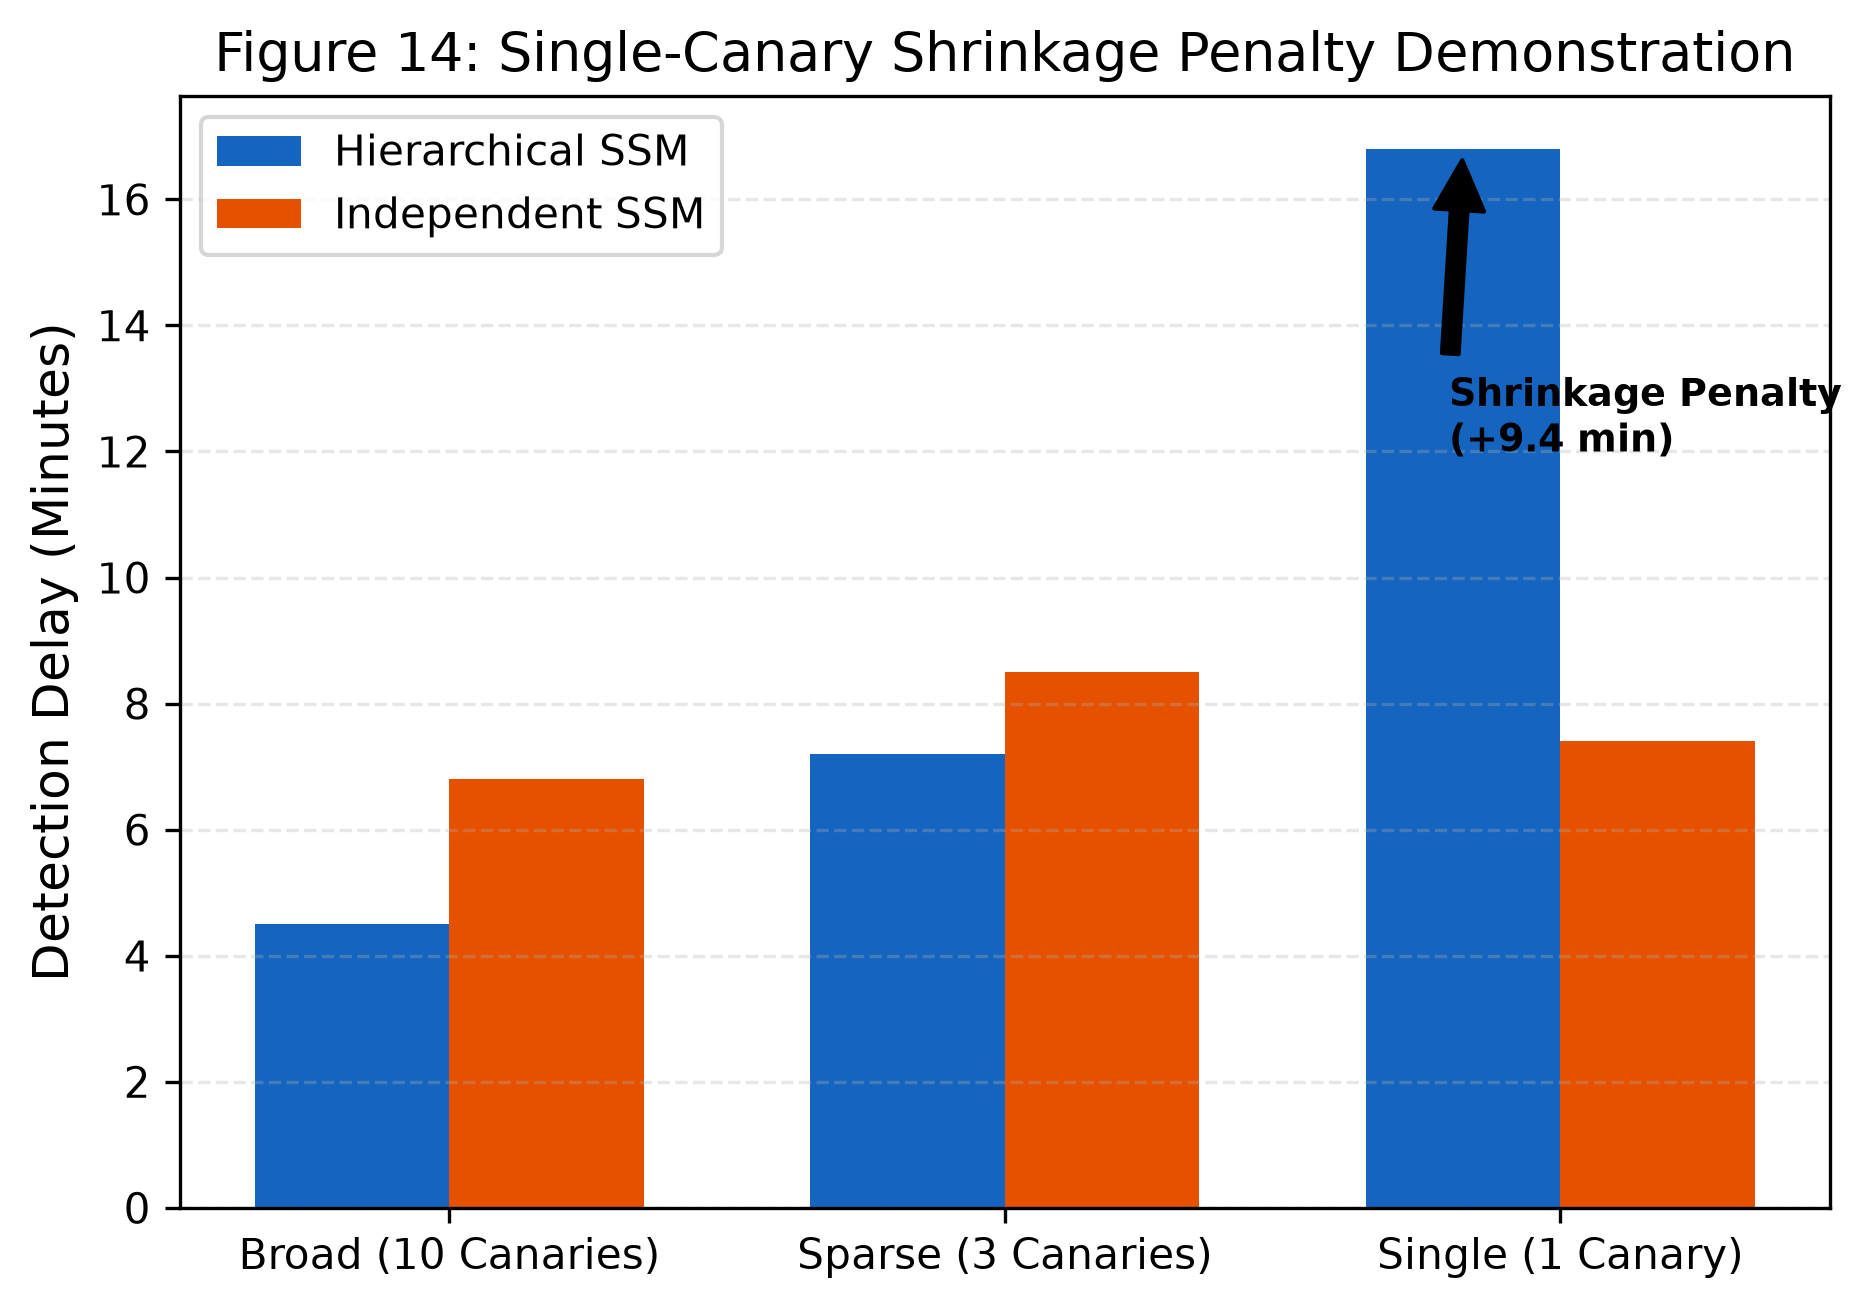 Figure 14: Single-Canary Shrinkage Penalty Demonstration
Hierarchical SSM
Independent SSM
Detection Delay (Minutes)
16
14
12
10
8
6
4
2
0
Shrinkage Penalty
(+9.4 min)
Broad (10 Canaries)
Sparse (3 Canaries)
Single (1 Canary)